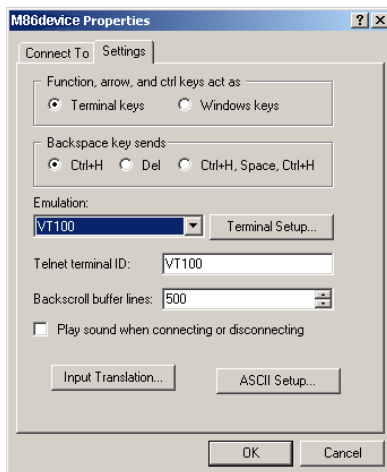 M86device Properties
Connect To Settings
Function, arrow, and ctrl keys act as
Terminal keys Windows keys
Backspace key sends
Ctrl+H Del Ctrl+H, Space, Ctrl+H
Emulation:
VT100 Terminal Setup...
Telnet terminal ID: VT100
Backscroll buffer lines: 500
Play sound when connecting or disconnecting
Input Translation... ASCII Setup...
OK Cancel